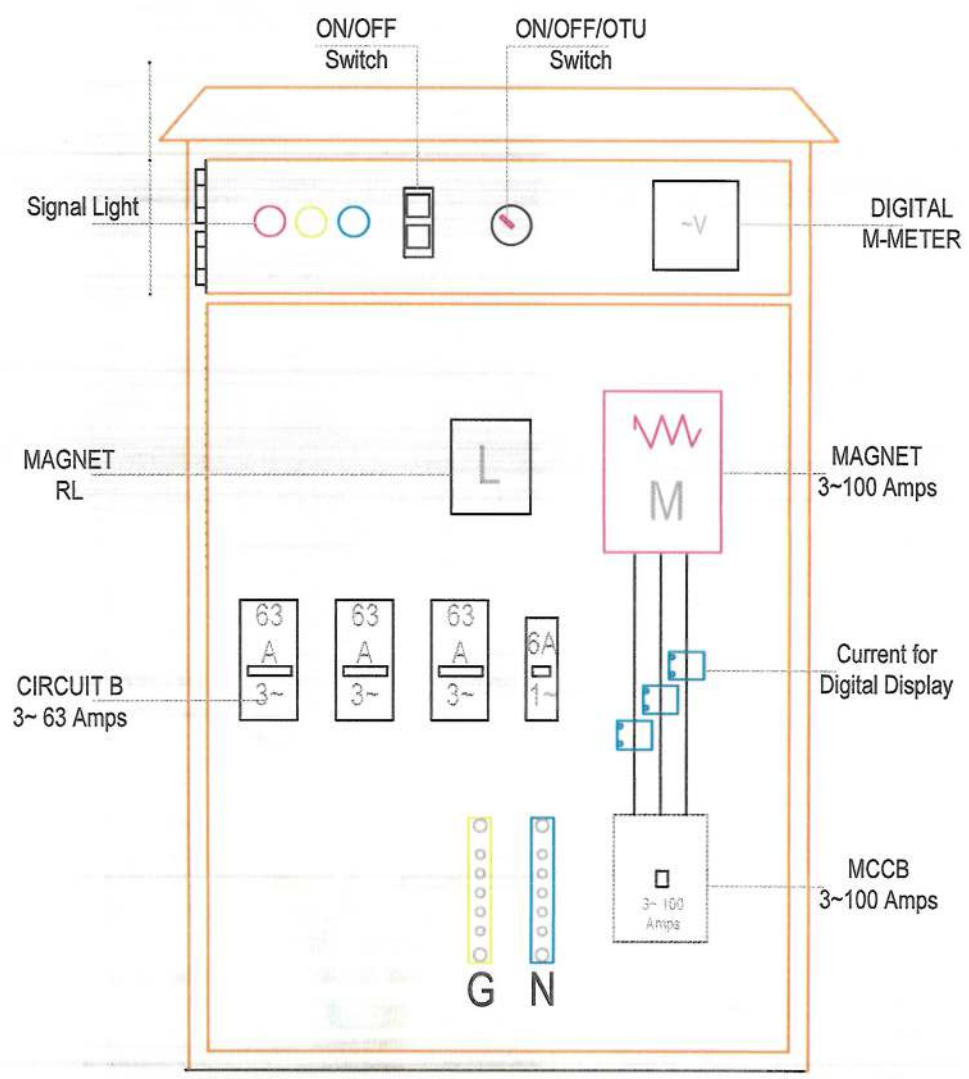 ON/OFF
Switch
ON/OFF/OTU
Switch
Signal Light
~V
DIGITAL
M-METER
MAGNET
RL
L
M
MAGNET
3~100 Amps
63
A
3~
63
A
3~
63
A
3~
6A
1~
CIRCUIT B
3~ 63 Amps
Current for
Digital Display
MCCB
3~100 Amps
3~ 100
Amps
G
N